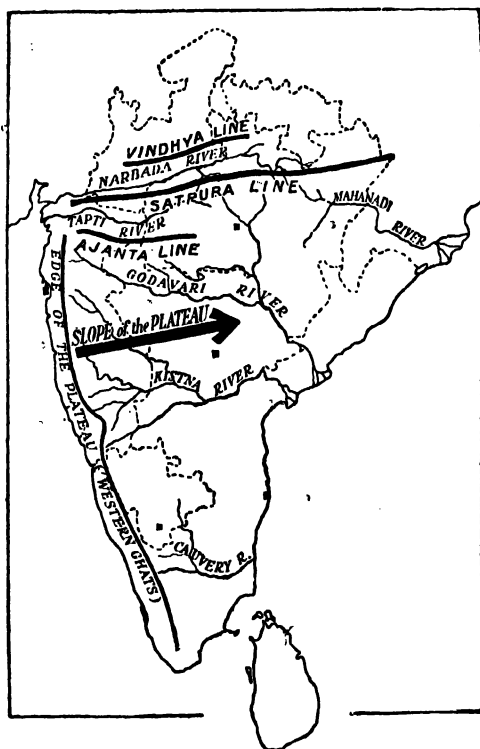 VINDHYA LINE
NARBADA RIVER
SATPURA LINE
MAHANADI
RIVER
TAPTI RIVER
AJANTA LINE
GODAVARI RIVER
SLOPE of the PLATEAU
KISTNA RIVER
EDGE OF THE PLATEAU
(WESTERN GHATS)
CAUVERY R.